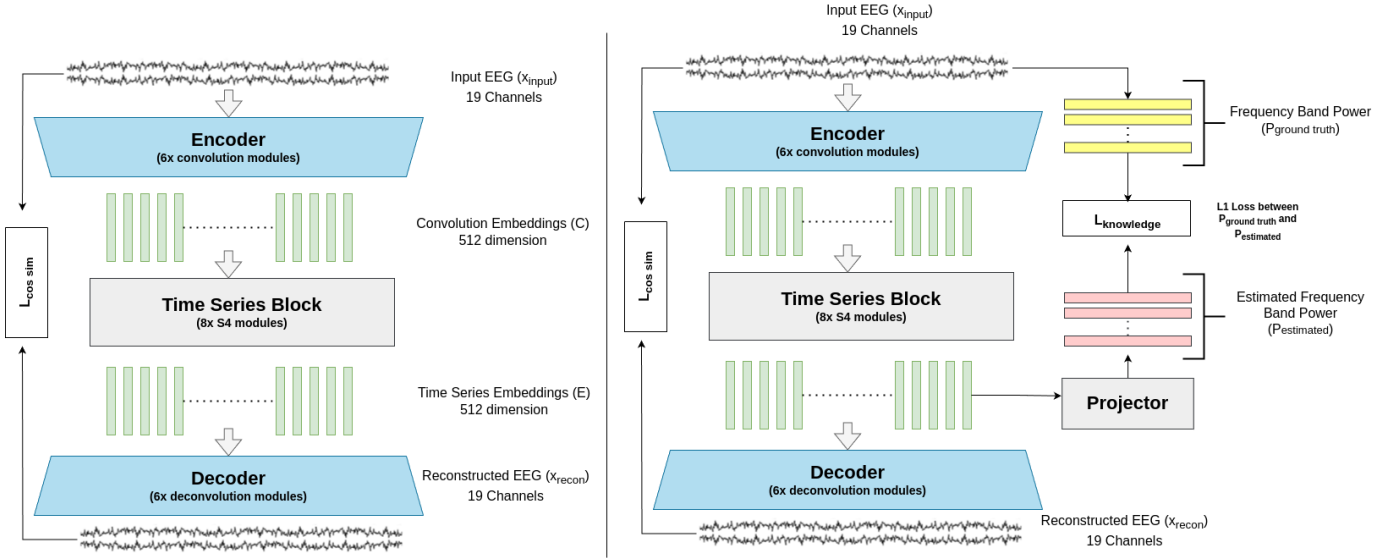 Input EEG (xinput)
19 Channels
Encoder
(6x convolution modules)
Convolution Embeddings (C)
512 dimension
Lcos sim
Time Series Block
(8x S4 modules)
Time Series Embeddings (E)
512 dimension
Decoder
(6x deconvolution modules)
Reconstructed EEG (xrecon)
19 Channels
Input EEG (xinput)
19 Channels
Encoder
(6x convolution modules)
Frequency Band Power
(Pground truth)
Lcos sim
Lknowledge
L1 Loss between
Pground truth and
Pestimated
Time Series Block
(8x S4 modules)
Estimated Frequency
Band Power
(Pestimated)
Projector
Decoder
(6x deconvolution modules)
Reconstructed EEG (xrecon)
19 Channels